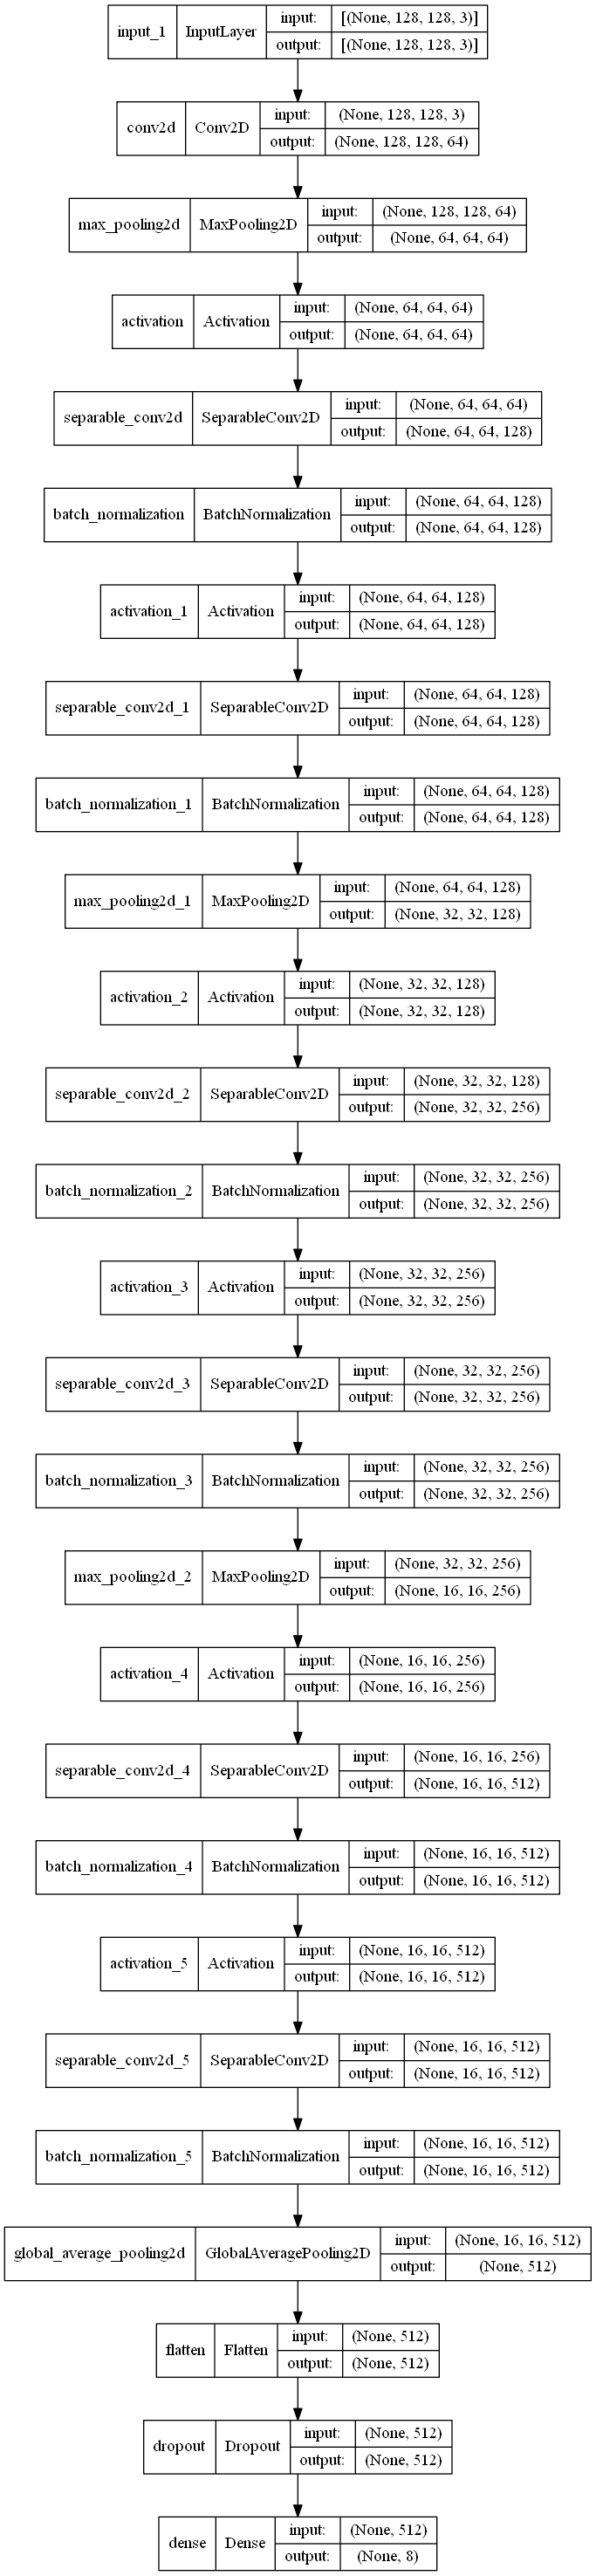 input_1 InputLayer input: [(None, 128, 128, 3)]
output: [(None, 128, 128, 3)]
conv2d Conv2D input: (None, 128, 128, 3)
output: (None, 128, 128, 64)
max_pooling2d MaxPooling2D input: (None, 128, 128, 64)
output: (None, 64, 64, 64)
activation Activation input: (None, 64, 64, 64)
output: (None, 64, 64, 64)
separable_conv2d SeparableConv2D input: (None, 64, 64, 64)
output: (None, 64, 64, 128)
batch_normalization BatchNormalization input: (None, 64, 64, 128)
output: (None, 64, 64, 128)
activation_1 Activation input: (None, 64, 64, 128)
output: (None, 64, 64, 128)
separable_conv2d_1 SeparableConv2D input: (None, 64, 64, 128)
output: (None, 64, 64, 128)
batch_normalization_1 BatchNormalization input: (None, 64, 64, 128)
output: (None, 64, 64, 128)
max_pooling2d_1 MaxPooling2D input: (None, 64, 64, 128)
output: (None, 32, 32, 128)
activation_2 Activation input: (None, 32, 32, 128)
output: (None, 32, 32, 128)
separable_conv2d_2 SeparableConv2D input: (None, 32, 32, 128)
output: (None, 32, 32, 256)
batch_normalization_2 BatchNormalization input: (None, 32, 32, 256)
output: (None, 32, 32, 256)
activation_3 Activation input: (None, 32, 32, 256)
output: (None, 32, 32, 256)
separable_conv2d_3 SeparableConv2D input: (None, 32, 32, 256)
output: (None, 32, 32, 256)
batch_normalization_3 BatchNormalization input: (None, 32, 32, 256)
output: (None, 32, 32, 256)
max_pooling2d_2 MaxPooling2D input: (None, 32, 32, 256)
output: (None, 16, 16, 256)
activation_4 Activation input: (None, 16, 16, 256)
output: (None, 16, 16, 256)
separable_conv2d_4 SeparableConv2D input: (None, 16, 16, 256)
output: (None, 16, 16, 512)
batch_normalization_4 BatchNormalization input: (None, 16, 16, 512)
output: (None, 16, 16, 512)
activation_5 Activation input: (None, 16, 16, 512)
output: (None, 16, 16, 512)
separable_conv2d_5 SeparableConv2D input: (None, 16, 16, 512)
output: (None, 16, 16, 512)
batch_normalization_5 BatchNormalization input: (None, 16, 16, 512)
output: (None, 16, 16, 512)
global_average_pooling2d GlobalAveragePooling2D input: (None, 16, 16, 512)
output: (None, 512)
flatten Flatten input: (None, 512)
output: (None, 512)
dropout Dropout input: (None, 512)
output: (None, 512)
dense Dense input: (None, 512)
output: (None, 8)